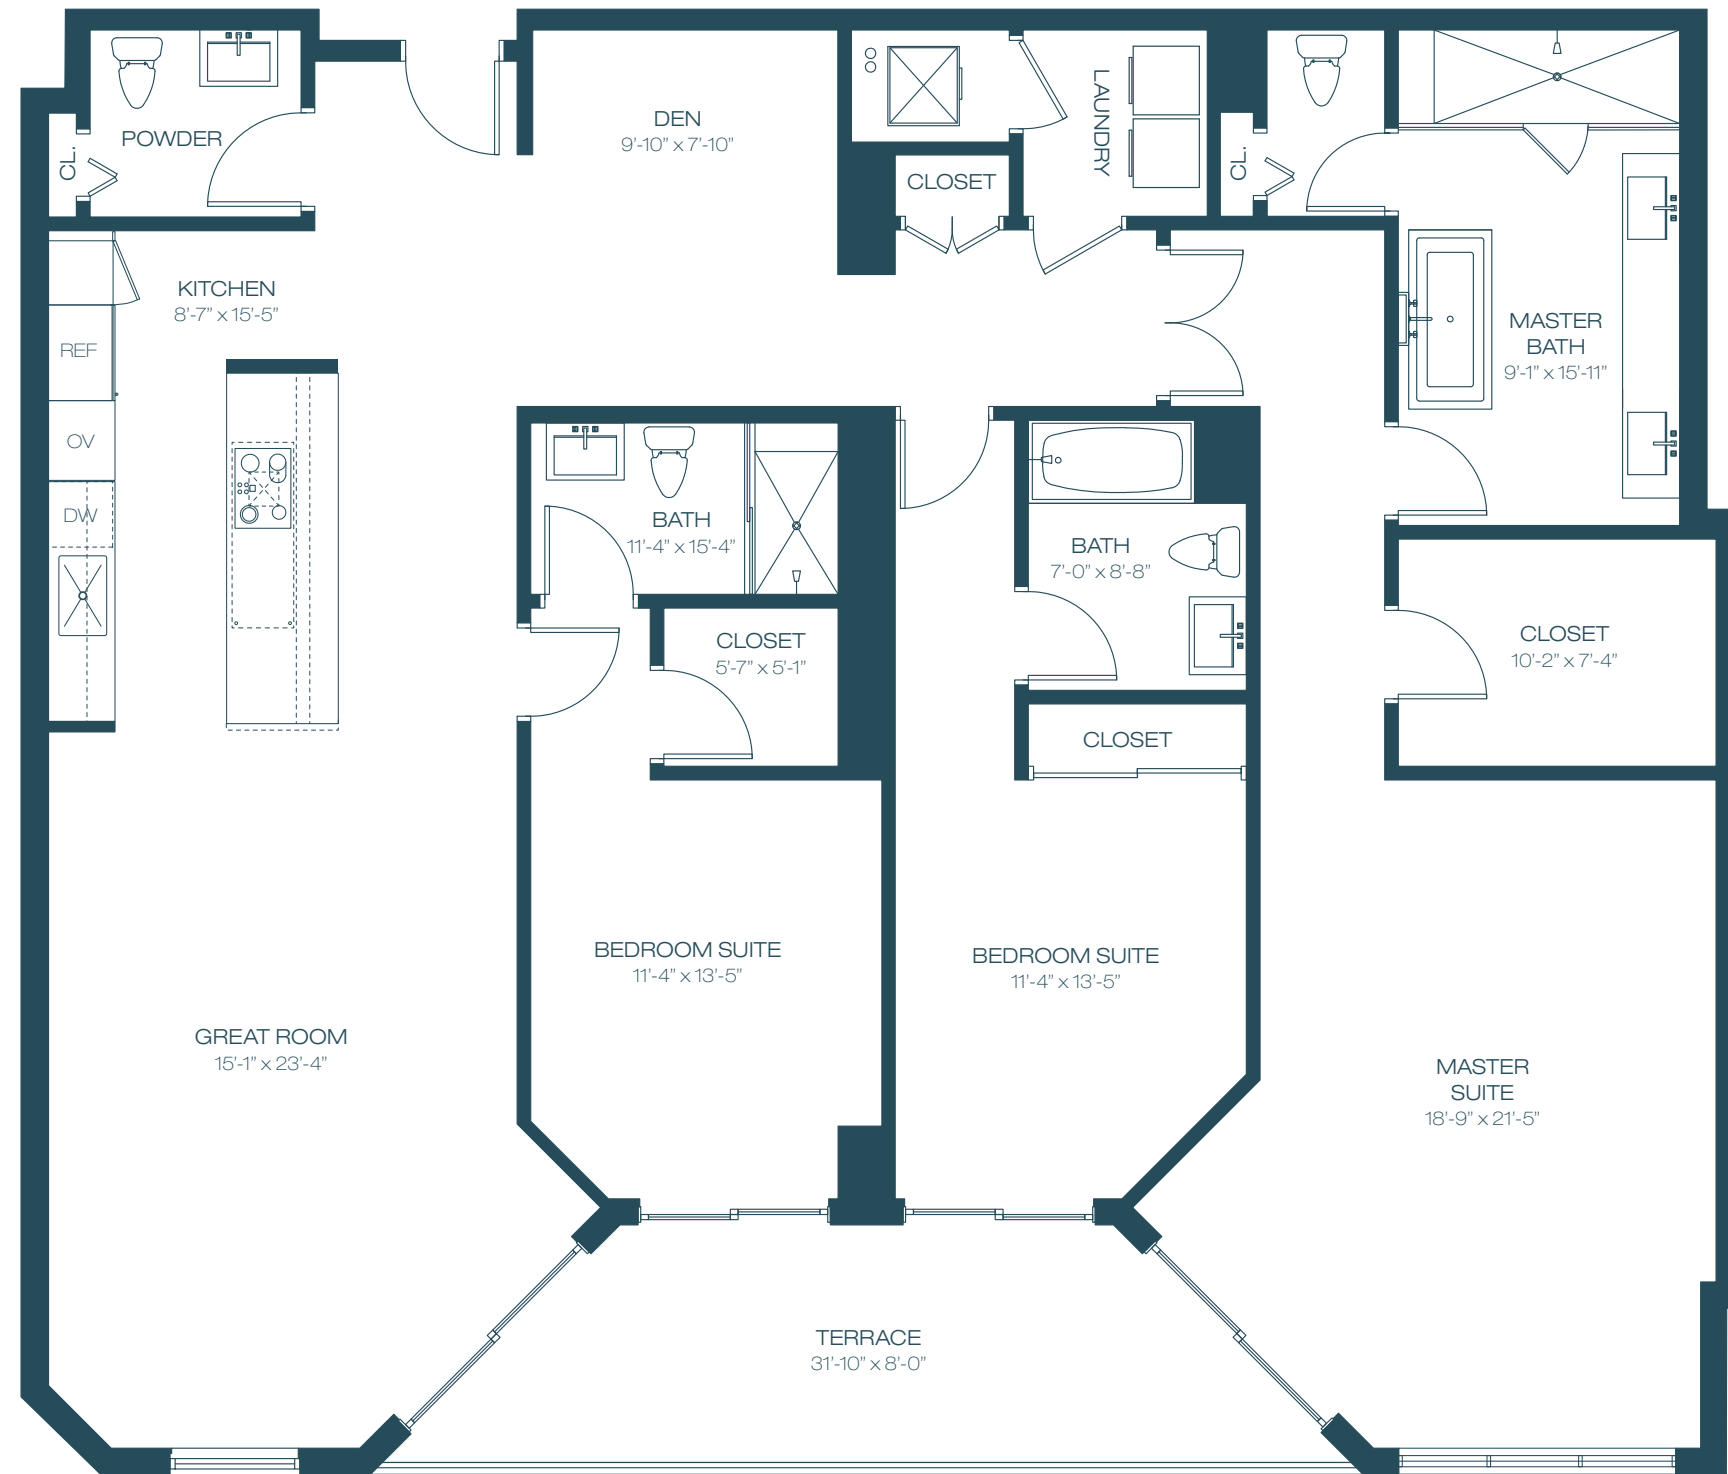 POWDER
CL.
DEN
9'-10" x 7'-10"
LAUNDRY
CLOSET
CL.
KITCHEN
8'-7" x 15'-5"
REF
OV
DW
MASTER
BATH
9'-1" x 15'-11"
BATH
11'-4" x 15'-4"
BATH
7'-0" x 8'-8"
CLOSET
5'-7" x 5'-1"
CLOSET
10'-2" x 7'-4"
CLOSET
BEDROOM SUITE
11'-4" x 13'-5"
BEDROOM SUITE
11'-4" x 13'-5"
GREAT ROOM
15'-1" x 23'-4"
MASTER
SUITE
18'-9" x 21'-5"
TERRACE
31'-10" x 8'-0"